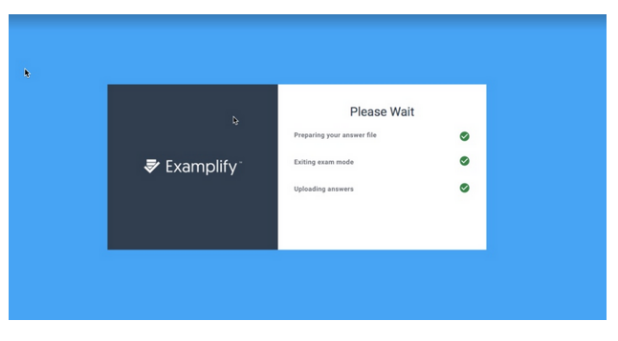 Please Wait
Preparing your answer file
Exiting exam mode
Examplify
Uploading answers